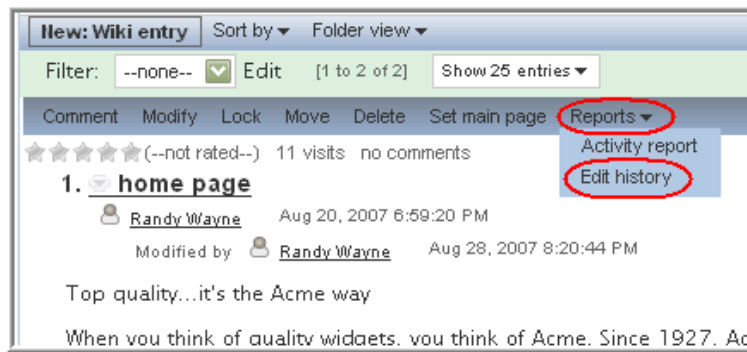 New: Wiki entry Sort by Folder view
Filter: --none-- Edit [1 to 2 of 2] Show 25 entries
Comment Modify Lock Move Delete Set main page Reports
Activity report
(--not rated--) 11 visits no comments
Edit history
1. home page
Randy Wayne Aug 20, 2007 6:59:20 PM
Modified by Randy Wayne Aug 28, 2007 8:20:44 PM
Top quality...it's the Acme way
When you think of quality widgets, you think of Acme. Since 1927, Ac